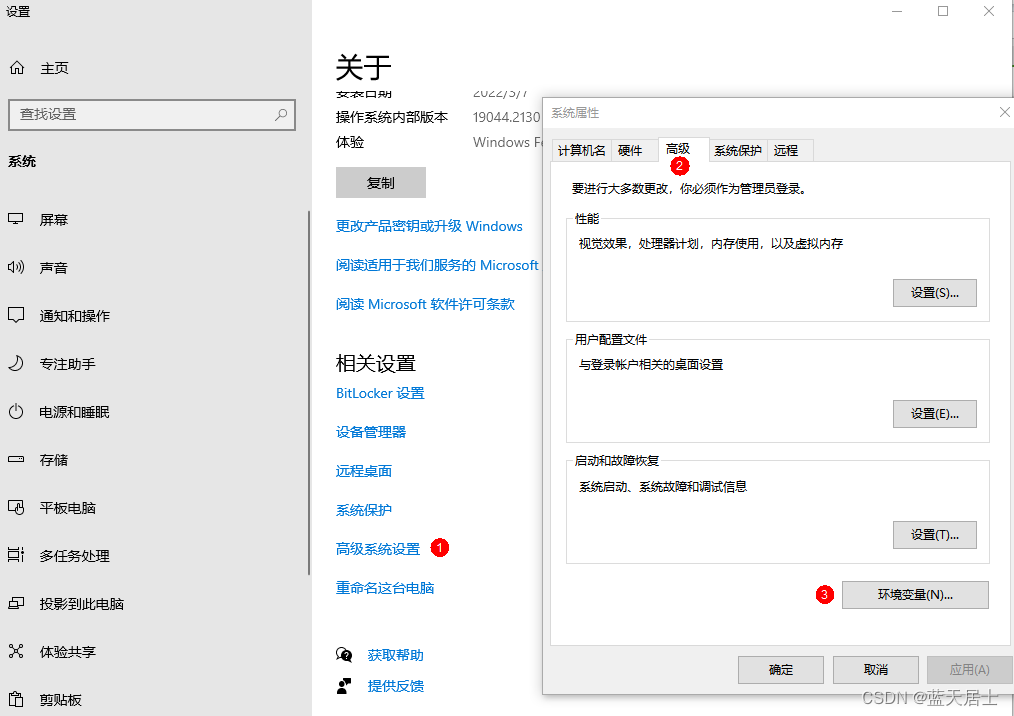 设置
主页
查找设置
系统
屏幕
声音
通知和操作
专注助手
电源和睡眠
存储
平板电脑
多任务处理
投影到此电脑
体验共享
剪贴板
关于
安装日期 2022/5/7
操作系统内部版本 19044.2130
体验 Windows Fe
复制
更改产品密钥或升级 Windows
阅读适用于我们服务的 Microsoft
阅读 Microsoft 软件许可条款
相关设置
BitLocker 设置
设备管理器
远程桌面
系统保护
高级系统设置 1
重命名这台电脑
获取帮助
提供反馈
系统属性
计算机名 硬件 高级 系统保护 远程
2
要进行大多数更改，你必须作为管理员登录。
性能
视觉效果，处理器计划，内存使用，以及虚拟内存
设置(S)...
用户配置文件
与登录帐户相关的桌面设置
设置(E)...
启动和故障恢复
系统启动、系统故障和调试信息
设置(T)...
3 环境变量(N)...
确定 取消 应用(A)
CSDN @蓝天居士